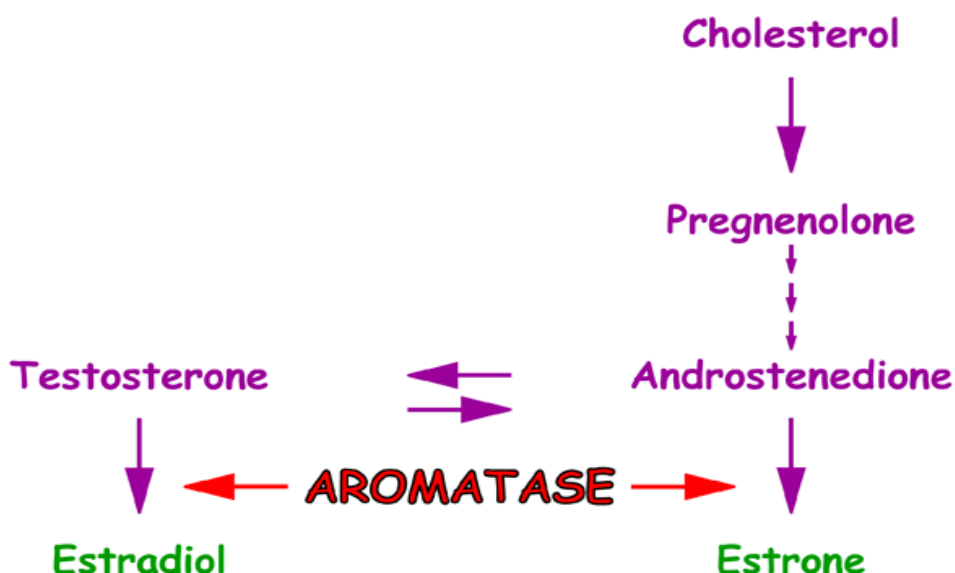 Cholesterol
Pregnenolone
Testosterone
Androstenedione
AROMATASE
Estradiol
Estrone